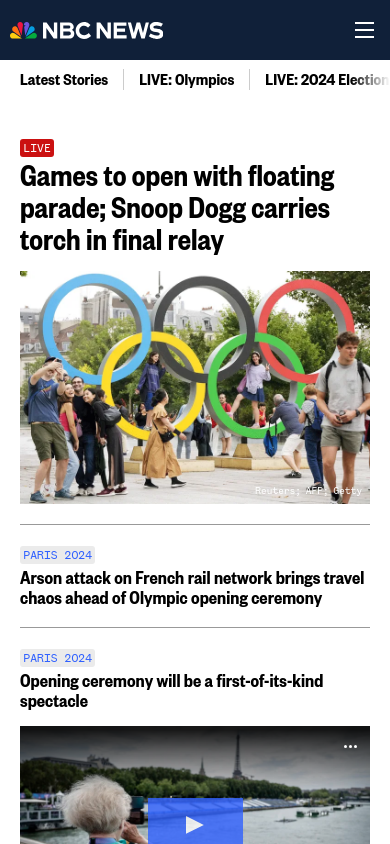 NBC NEWS
Latest Stories
LIVE: Olympics
LIVE: 2024 Election
LIVE
Games to open with floating
parade; Snoop Dogg carries
torch in final relay
Reuters; AFP; Getty
PARIS 2024
Arson attack on French rail network brings travel
chaos ahead of Olympic opening ceremony
PARIS 2024
Opening ceremony will be a first-of-its-kind
spectacle